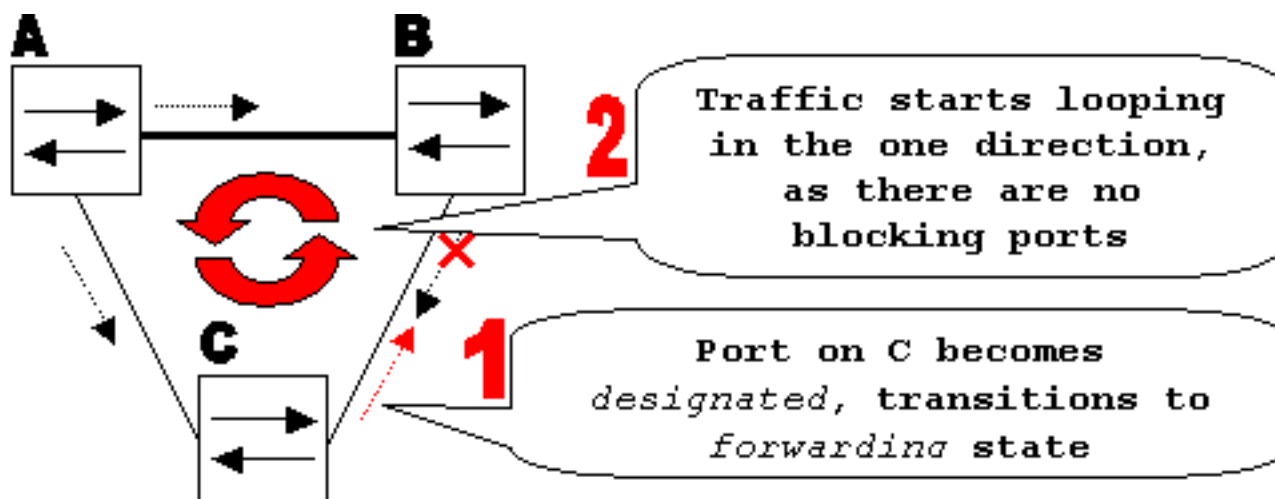 A
B
2
Traffic starts looping
in the one direction,
as there are no
blocking ports
C
1
Port on C becomes
designated, transitions to
forwarding state